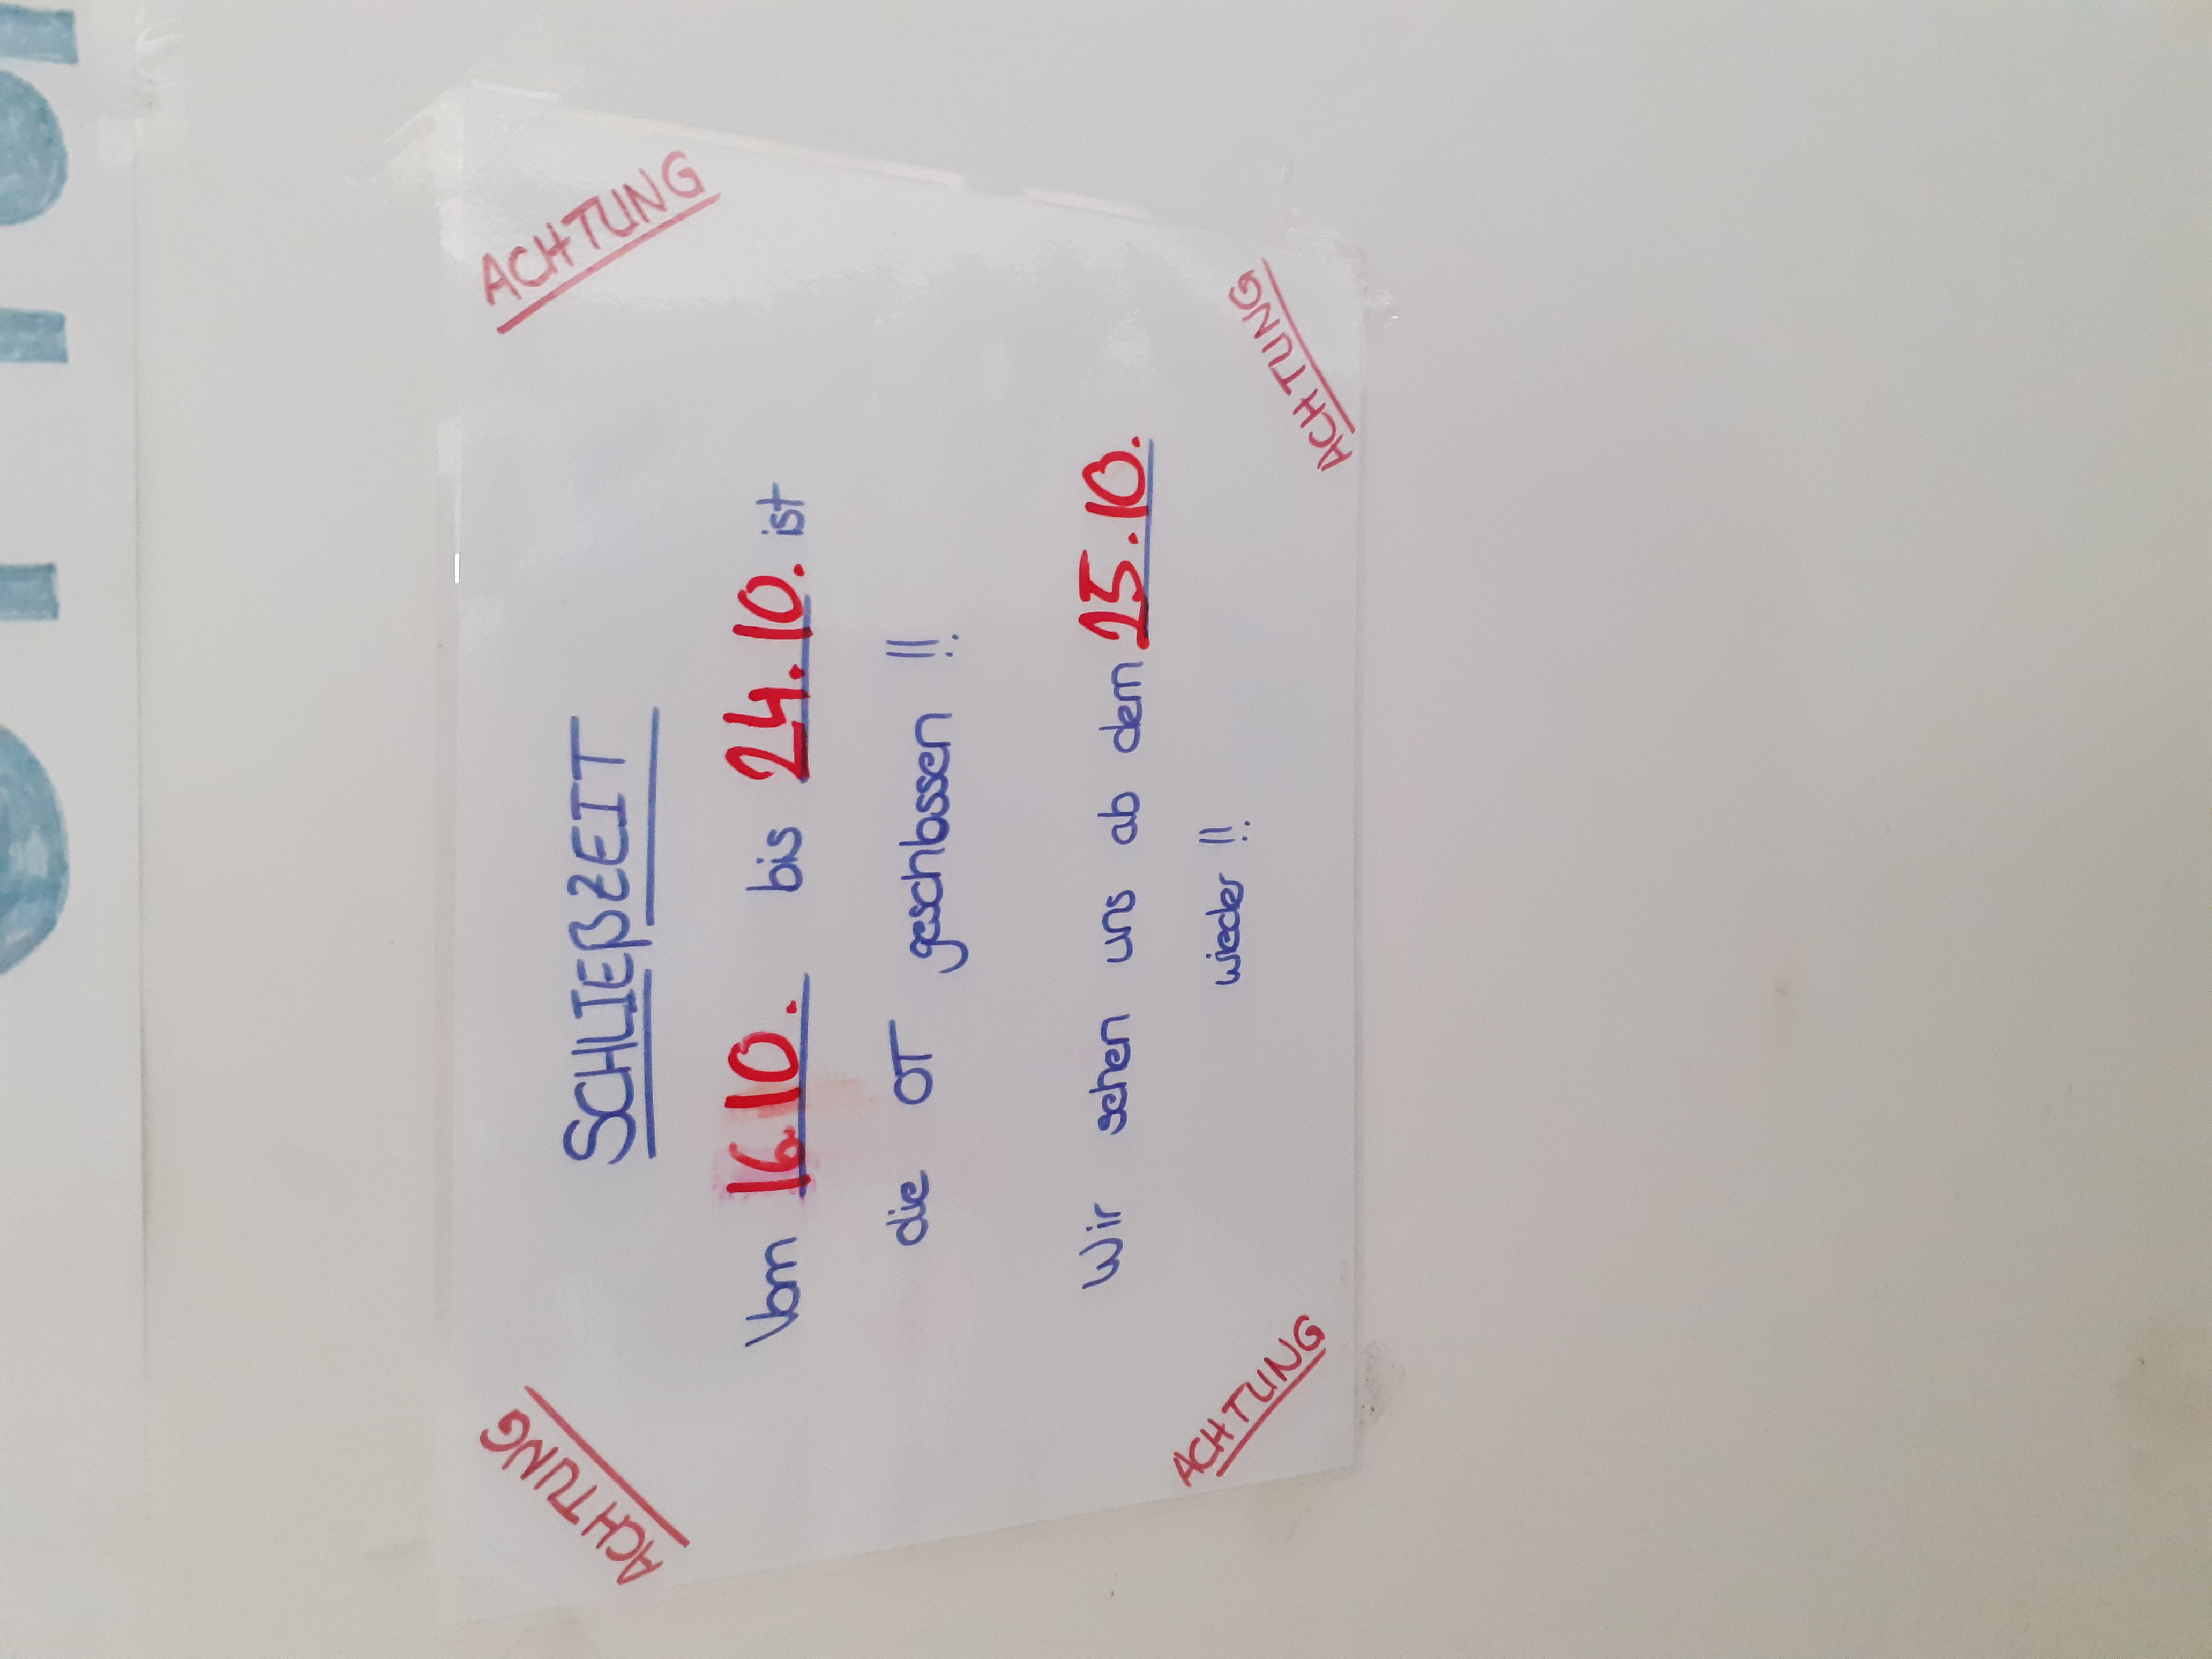 ACHTUNG
ACHTUNG
SCHLIEßZEIT
Vom 16.10. bis 24.10. ist
die OT geschlossen !!
Wir sehen uns ab dem 25.10.
wieder !!
ACHTUNG
ACHTUNG